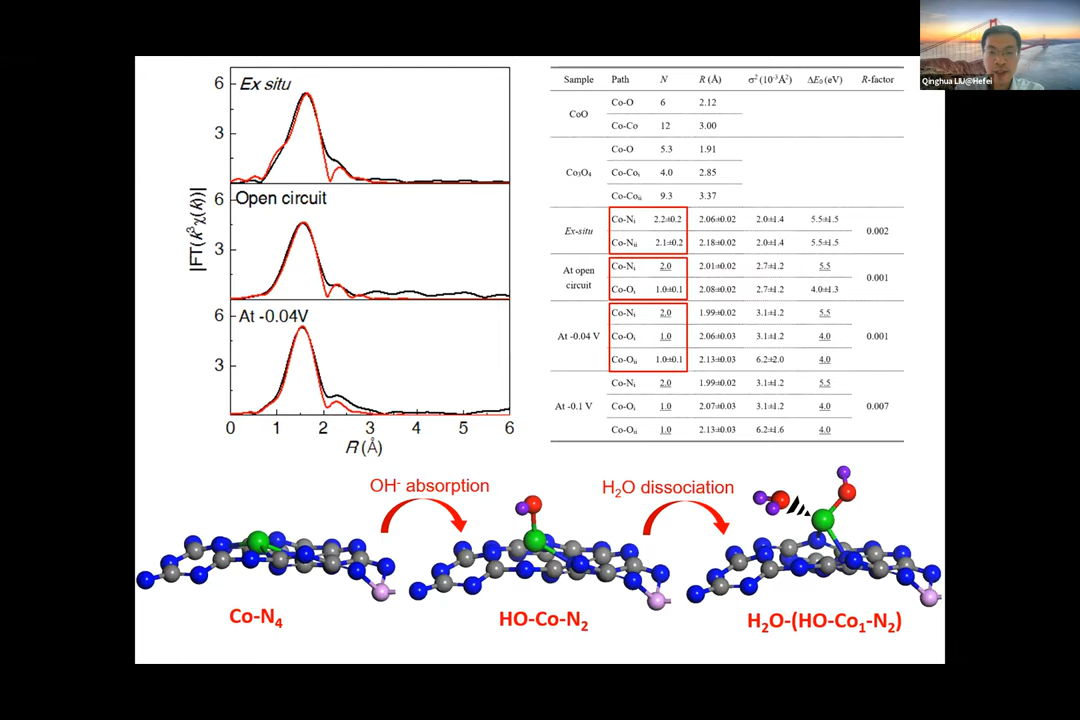 Qinghua LIU@Hefei
Ex situ
6
3
Open circuit
6
3
At -0.04V
6
3
0 1 2 3 4 5 6
R (Å)
|FT(k³χ(k))|
Sample Path N R (Å) σ² (10⁻³Å²) ΔE₀ (eV) R-factor
CoO
Co-O 6 2.12
Co-Co 12 3.00
Co₃O₄
Co-O 5.3 1.91
Co-Coᵢ 4.0 2.85
Co-Coᵢᵢ 9.3 3.37
Ex-situ
Co-Nᵢ 2.2±0.2 2.06±0.02 2.0±1.4 5.5±1.5
0.002
Co-Nᵢᵢ 2.1±0.2 2.18±0.02 2.0±1.4 5.5±1.5
At open
circuit
Co-Nᵢ 2.0 2.01±0.02 2.7±1.2 5.5
0.001
Co-Oᵢ 1.0±0.1 2.08±0.02 2.7±1.2 4.0±1.3
Co-Nᵢ 2.0 1.99±0.02 3.1±1.2 5.5
At -0.04 V Co-Oᵢ 1.0 2.06±0.03 3.1±1.2 4.0 0.001
Co-Oᵢᵢ 1.0±0.1 2.13±0.03 6.2±2.0 4.0
Co-Nᵢ 2.0 1.99±0.02 3.1±1.2 5.5
At -0.1 V Co-Oᵢ 1.0 2.07±0.03 3.1±1.2 4.0 0.007
Co-Oᵢᵢ 1.0 2.13±0.03 6.2±1.6 4.0
OH⁻ absorption
H₂O dissociation
Co-N₄
HO-Co-N₂
H₂O-(HO-Co₁-N₂)